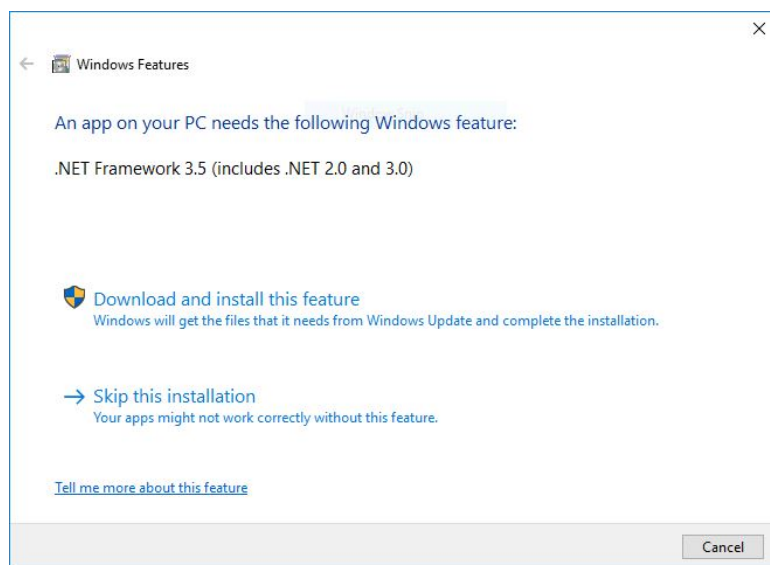 Windows Features
An app on your PC needs the following Windows feature:
.NET Framework 3.5 (includes .NET 2.0 and 3.0)
Download and install this feature
Windows will get the files that it needs from Windows Update and complete the installation.
Skip this installation
Your apps might not work correctly without this feature.
Tell me more about this feature
Cancel